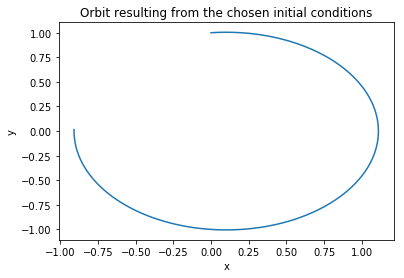 Orbit resulting from the chosen initial conditions
1.00
0.75
0.50
0.25
0.00
−0.25
−0.50
−0.75
−1.00
y
−1.00 −0.75 −0.50 −0.25 0.00 0.25 0.50 0.75 1.00
x